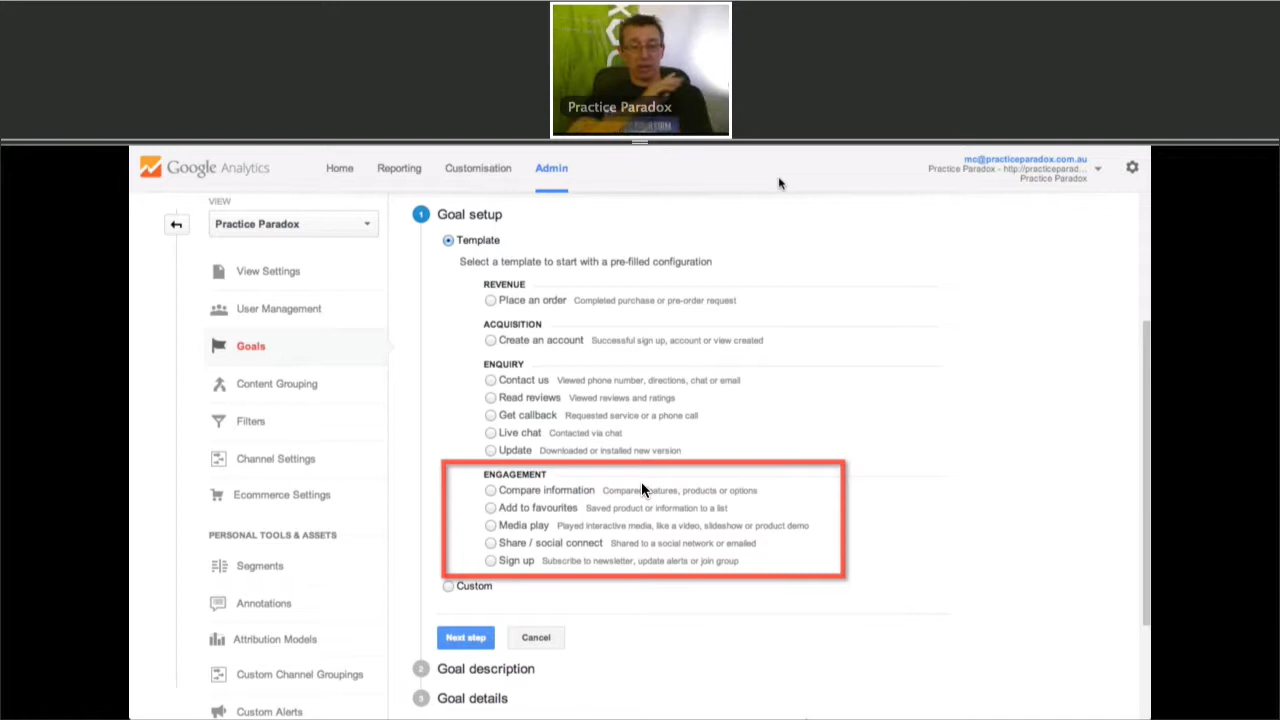 Practice Paradox
Google Analytics
Home
Reporting
Customisation
Admin
mc@practiceparadox.com.au
Practice Paradox - http://practiceparad...
Practice Paradox
VIEW
Practice Paradox
View Settings
User Management
Goals
Content Grouping
Filters
Channel Settings
Ecommerce Settings
PERSONAL TOOLS & ASSETS
Segments
Annotations
Attribution Models
Custom Channel Groupings
Custom Alerts
1 Goal setup
Template
Select a template to start with a pre-filled configuration
REVENUE
Place an order Completed purchase or pre-order request
ACQUISITION
Create an account Successful sign up, account or view created
ENQUIRY
Contact us Viewed phone number, directions, chat or email
Read reviews Viewed reviews and ratings
Get callback Requested service or a phone call
Live chat Contacted via chat
Update Downloaded or installed new version
ENGAGEMENT
Compare information Compared features, products or options
Add to favourites Saved product or information to a list
Media play Played interactive media, like a video, slideshow or product demo
Share / social connect Shared to a social network or emailed
Sign up Subscribe to newsletter, update alerts or join group
Custom
Next step
Cancel
2 Goal description
3 Goal details